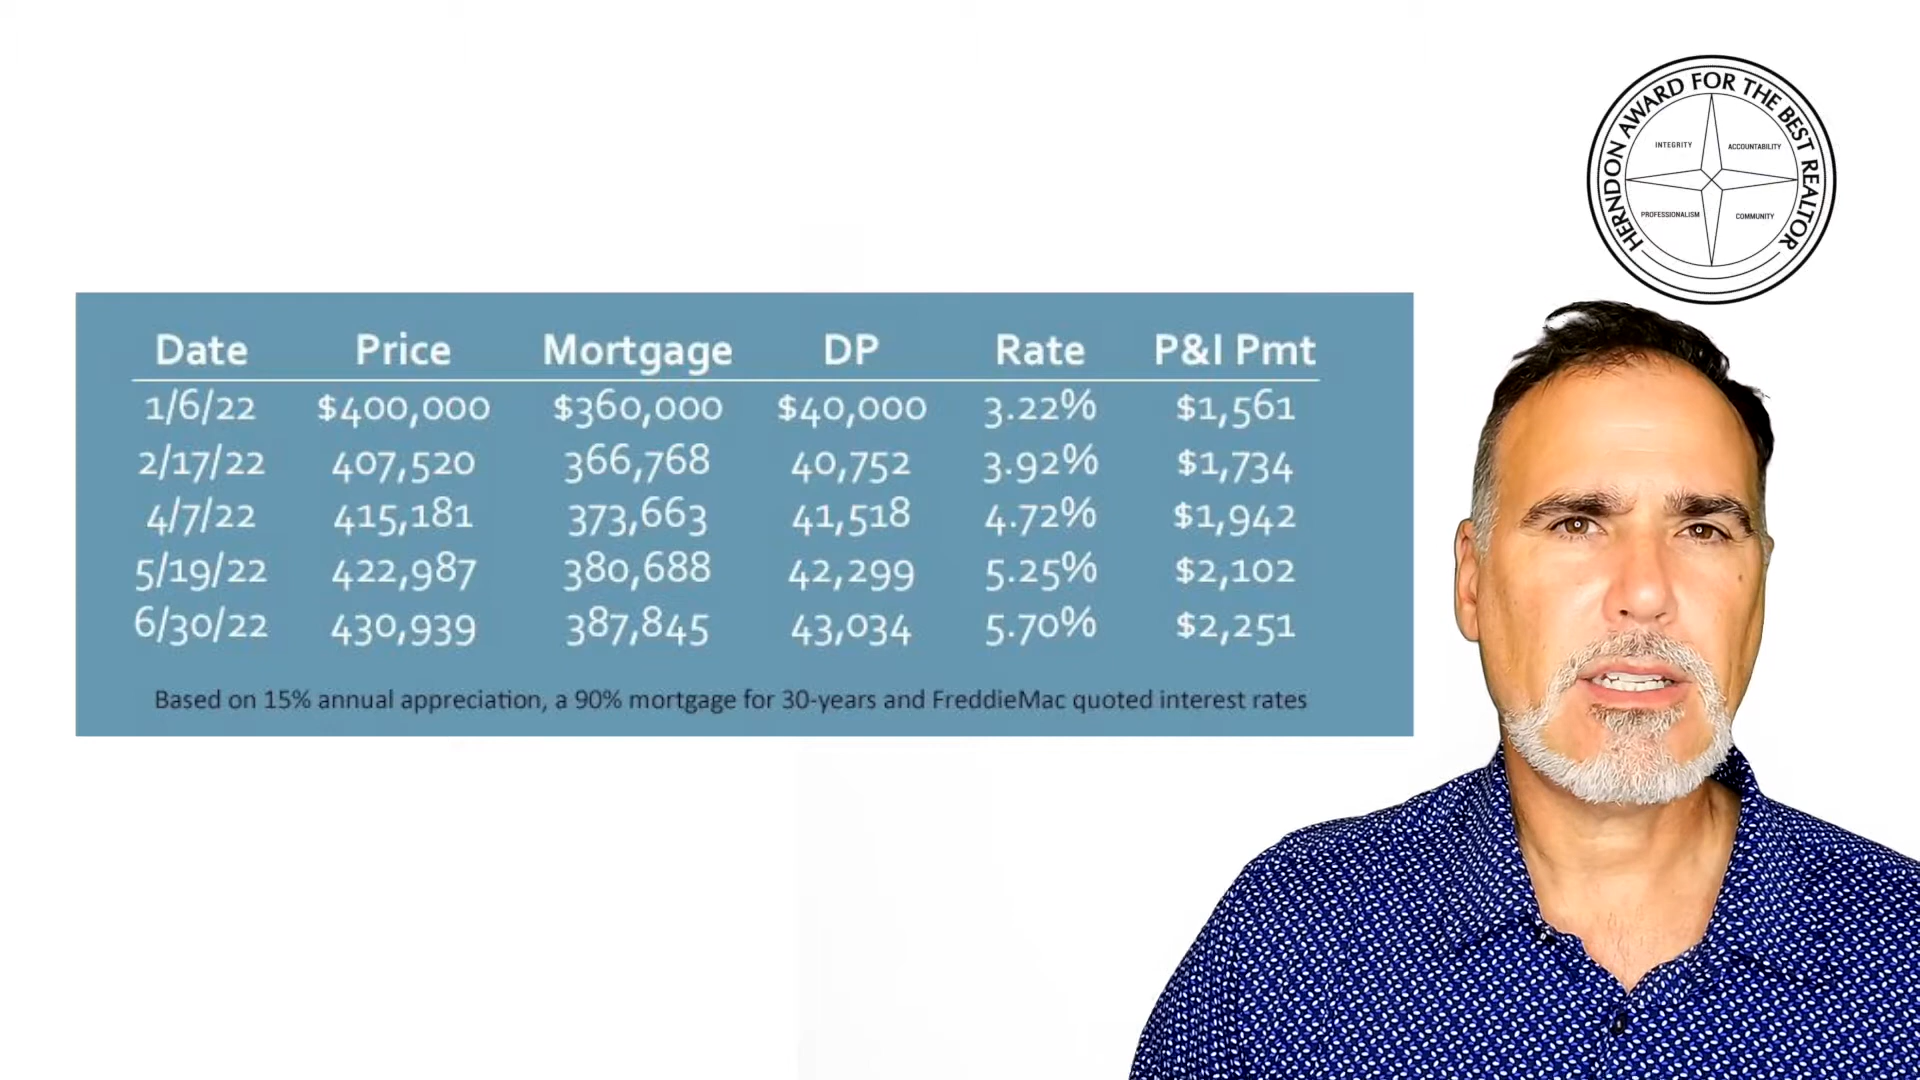 HERNDON AWARD FOR THE BEST REALTOR
INTEGRITY ACCOUNTABILITY
PROFESSIONALISM COMMUNITY
Date Price Mortgage DP Rate P&I Pmt
1/6/22 $400,000 $360,000 $40,000 3.22% $1,561
2/17/22 407,520 366,768 40,752 3.92% $1,734
4/7/22 415,181 373,663 41,518 4.72% $1,942
5/19/22 422,987 380,688 42,299 5.25% $2,102
6/30/22 430,939 387,845 43,034 5.70% $2,251
Based on 15% annual appreciation, a 90% mortgage for 30-years and FreddieMac quoted interest rates